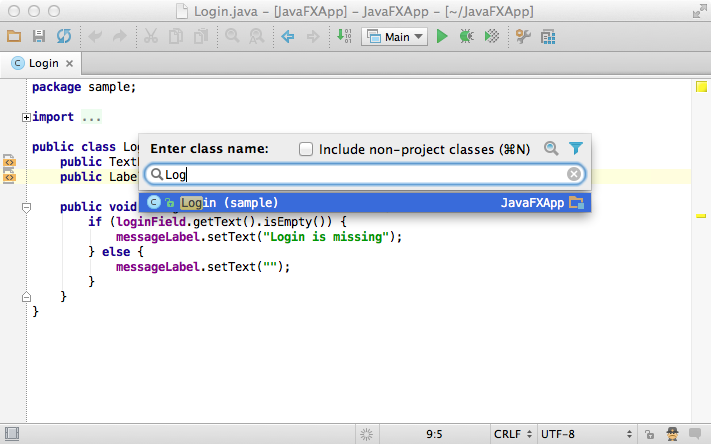 Login.java – [JavaFXApp] – JavaFXApp – [~/JavaFXApp]
Main
Login
package sample;
import ...
public class Lo
Enter class name:
Include non-project classes (⌘N)
public Text
Log
public Labe
Login (sample)
JavaFXApp
public void
if (loginField.getText().isEmpty()) {
messageLabel.setText("Login is missing");
} else {
messageLabel.setText("");
}
}
}
9:5
CRLF
UTF-8